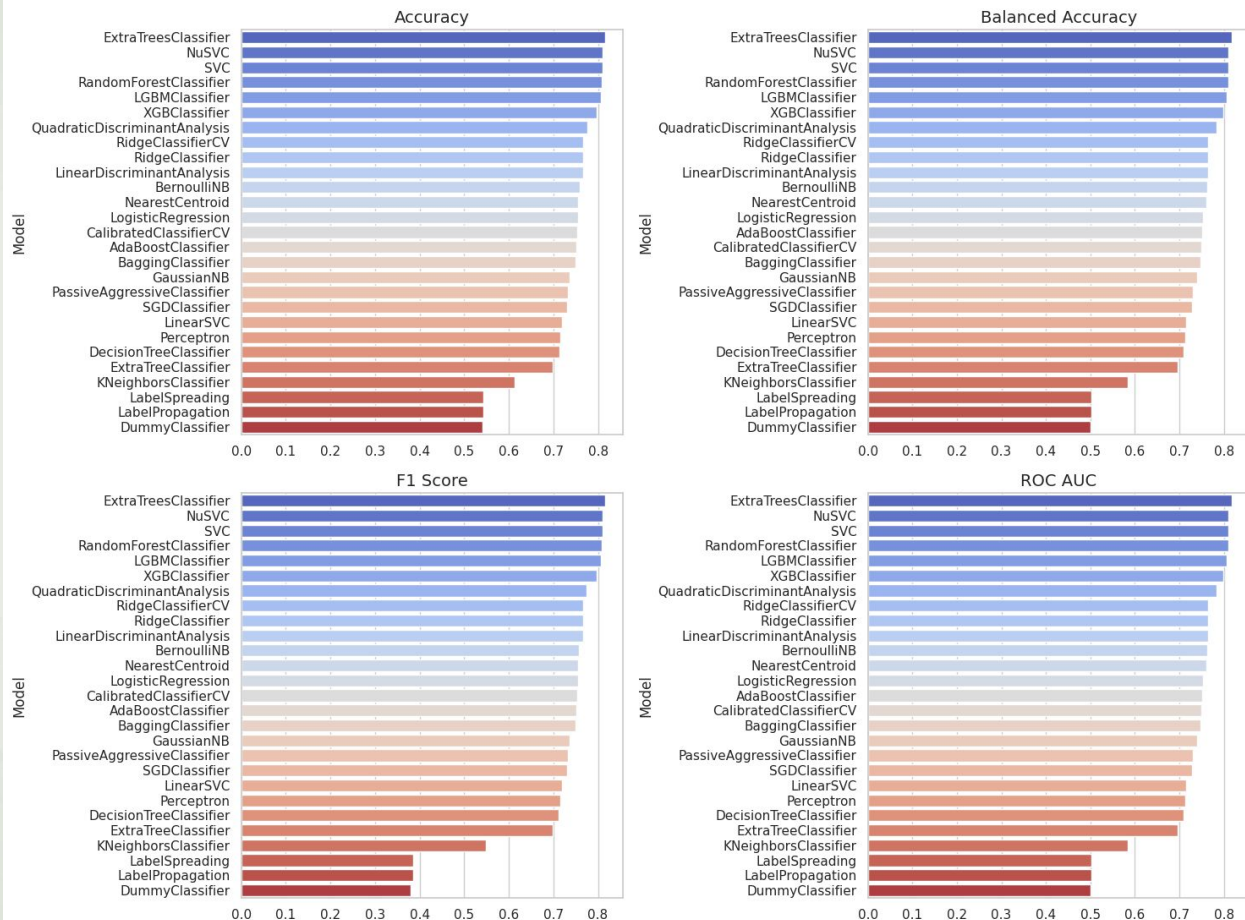 Accuracy
Model
ExtraTreesClassifier
NuSVC
SVC
RandomForestClassifier
LGBMClassifier
XGBClassifier
QuadraticDiscriminantAnalysis
RidgeClassifierCV
RidgeClassifier
LinearDiscriminantAnalysis
BernoulliNB
NearestCentroid
LogisticRegression
CalibratedClassifierCV
AdaBoostClassifier
BaggingClassifier
GaussianNB
PassiveAggressiveClassifier
SGDClassifier
LinearSVC
Perceptron
DecisionTreeClassifier
ExtraTreeClassifier
KNeighborsClassifier
LabelSpreading
LabelPropagation
DummyClassifier
0.0 0.1 0.2 0.3 0.4 0.5 0.6 0.7 0.8
Balanced Accuracy
Model
ExtraTreesClassifier
NuSVC
SVC
RandomForestClassifier
LGBMClassifier
XGBClassifier
QuadraticDiscriminantAnalysis
RidgeClassifierCV
RidgeClassifier
LinearDiscriminantAnalysis
BernoulliNB
NearestCentroid
LogisticRegression
AdaBoostClassifier
CalibratedClassifierCV
BaggingClassifier
GaussianNB
PassiveAggressiveClassifier
SGDClassifier
LinearSVC
Perceptron
DecisionTreeClassifier
ExtraTreeClassifier
KNeighborsClassifier
LabelSpreading
LabelPropagation
DummyClassifier
0.0 0.1 0.2 0.3 0.4 0.5 0.6 0.7 0.8
F1 Score
Model
ExtraTreesClassifier
NuSVC
SVC
RandomForestClassifier
LGBMClassifier
XGBClassifier
QuadraticDiscriminantAnalysis
RidgeClassifierCV
RidgeClassifier
LinearDiscriminantAnalysis
BernoulliNB
NearestCentroid
LogisticRegression
CalibratedClassifierCV
AdaBoostClassifier
BaggingClassifier
GaussianNB
PassiveAggressiveClassifier
SGDClassifier
LinearSVC
Perceptron
DecisionTreeClassifier
ExtraTreeClassifier
KNeighborsClassifier
LabelSpreading
LabelPropagation
DummyClassifier
0.0 0.1 0.2 0.3 0.4 0.5 0.6 0.7 0.8
ROC AUC
Model
ExtraTreesClassifier
NuSVC
SVC
RandomForestClassifier
LGBMClassifier
XGBClassifier
QuadraticDiscriminantAnalysis
RidgeClassifierCV
RidgeClassifier
LinearDiscriminantAnalysis
BernoulliNB
NearestCentroid
LogisticRegression
AdaBoostClassifier
CalibratedClassifierCV
BaggingClassifier
GaussianNB
PassiveAggressiveClassifier
SGDClassifier
LinearSVC
Perceptron
DecisionTreeClassifier
ExtraTreeClassifier
KNeighborsClassifier
LabelSpreading
LabelPropagation
DummyClassifier
0.0 0.1 0.2 0.3 0.4 0.5 0.6 0.7 0.8